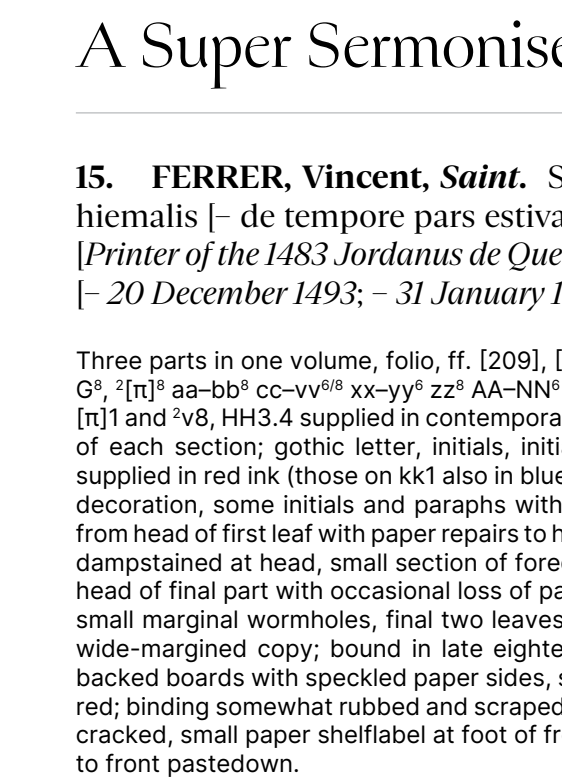 A Super Sermonise
15. FERRER, Vincent, Saint. S
hiemalis [– de tempore pars estiva
[Printer of the 1483 Jordanus de Que
[– 20 December 1493; – 31 January 1
Three parts in one volume, folio, ff. [209], [
G⁸, ²[π]⁸ aa–bb⁸ cc–vv⁶/⁸ xx–yy⁶ zz⁸ AA–NN⁶
[π]1 and ²v8, HH3.4 supplied in contempora
of each section; gothic letter, initials, initi
supplied in red ink (those on kk1 also in blue
decoration, some initials and paraphs with
from head of first leaf with paper repairs to h
dampstained at head, small section of fore
head of final part with occasional loss of pa
small marginal wormholes, final two leaves
wide-margined copy; bound in late eighte
backed boards with speckled paper sides, s
red; binding somewhat rubbed and scraped
cracked, small paper shelflabel at foot of fr
to front pastedown.